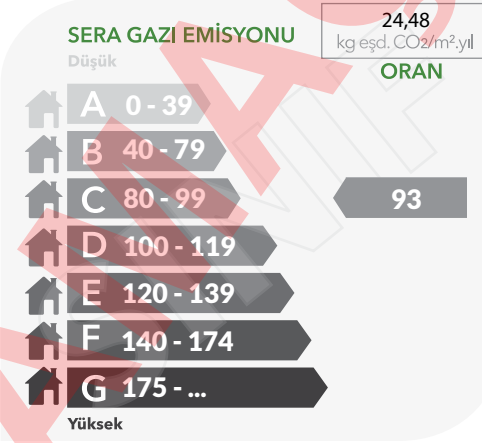 SERA GAZI EMİSYONU
24,48
kg eşd. CO2/m².yıl
Düşük
ORAN
A 0 - 39
B 40 - 79
C 80 - 99
93
D 100 - 119
E 120 - 139
F 140 - 174
G 175 - ...
Yüksek